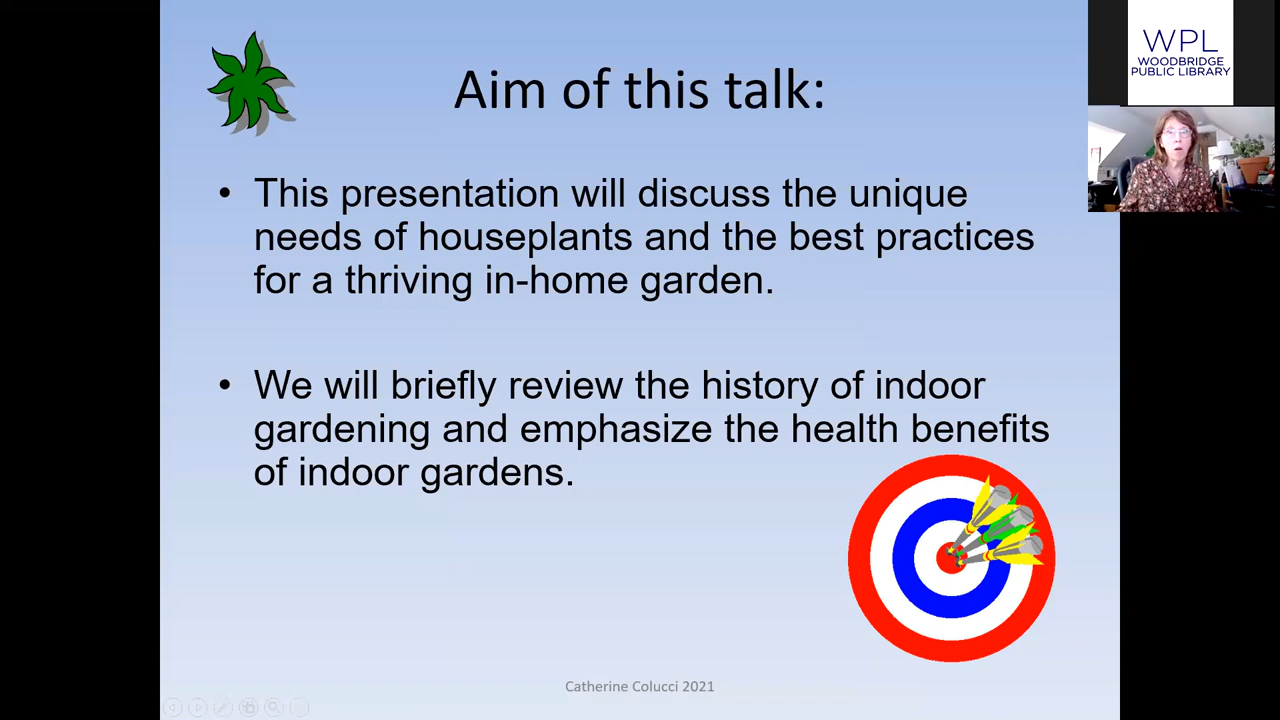 Aim of this talk:
• This presentation will discuss the unique
needs of houseplants and the best practices
for a thriving in-home garden.
• We will briefly review the history of indoor
gardening and emphasize the health benefits
of indoor gardens.
Catherine Colucci 2021
WPL
WOODBRIDGE
PUBLIC LIBRARY